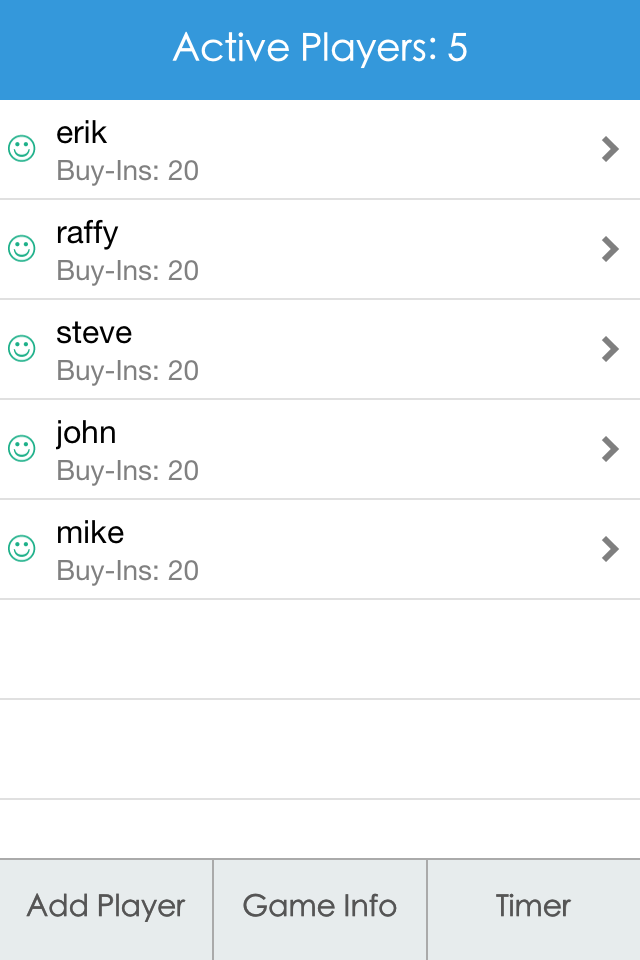 Active Players: 5
erik
Buy-Ins: 20
raffy
Buy-Ins: 20
steve
Buy-Ins: 20
john
Buy-Ins: 20
mike
Buy-Ins: 20
Add Player
Game Info
Timer